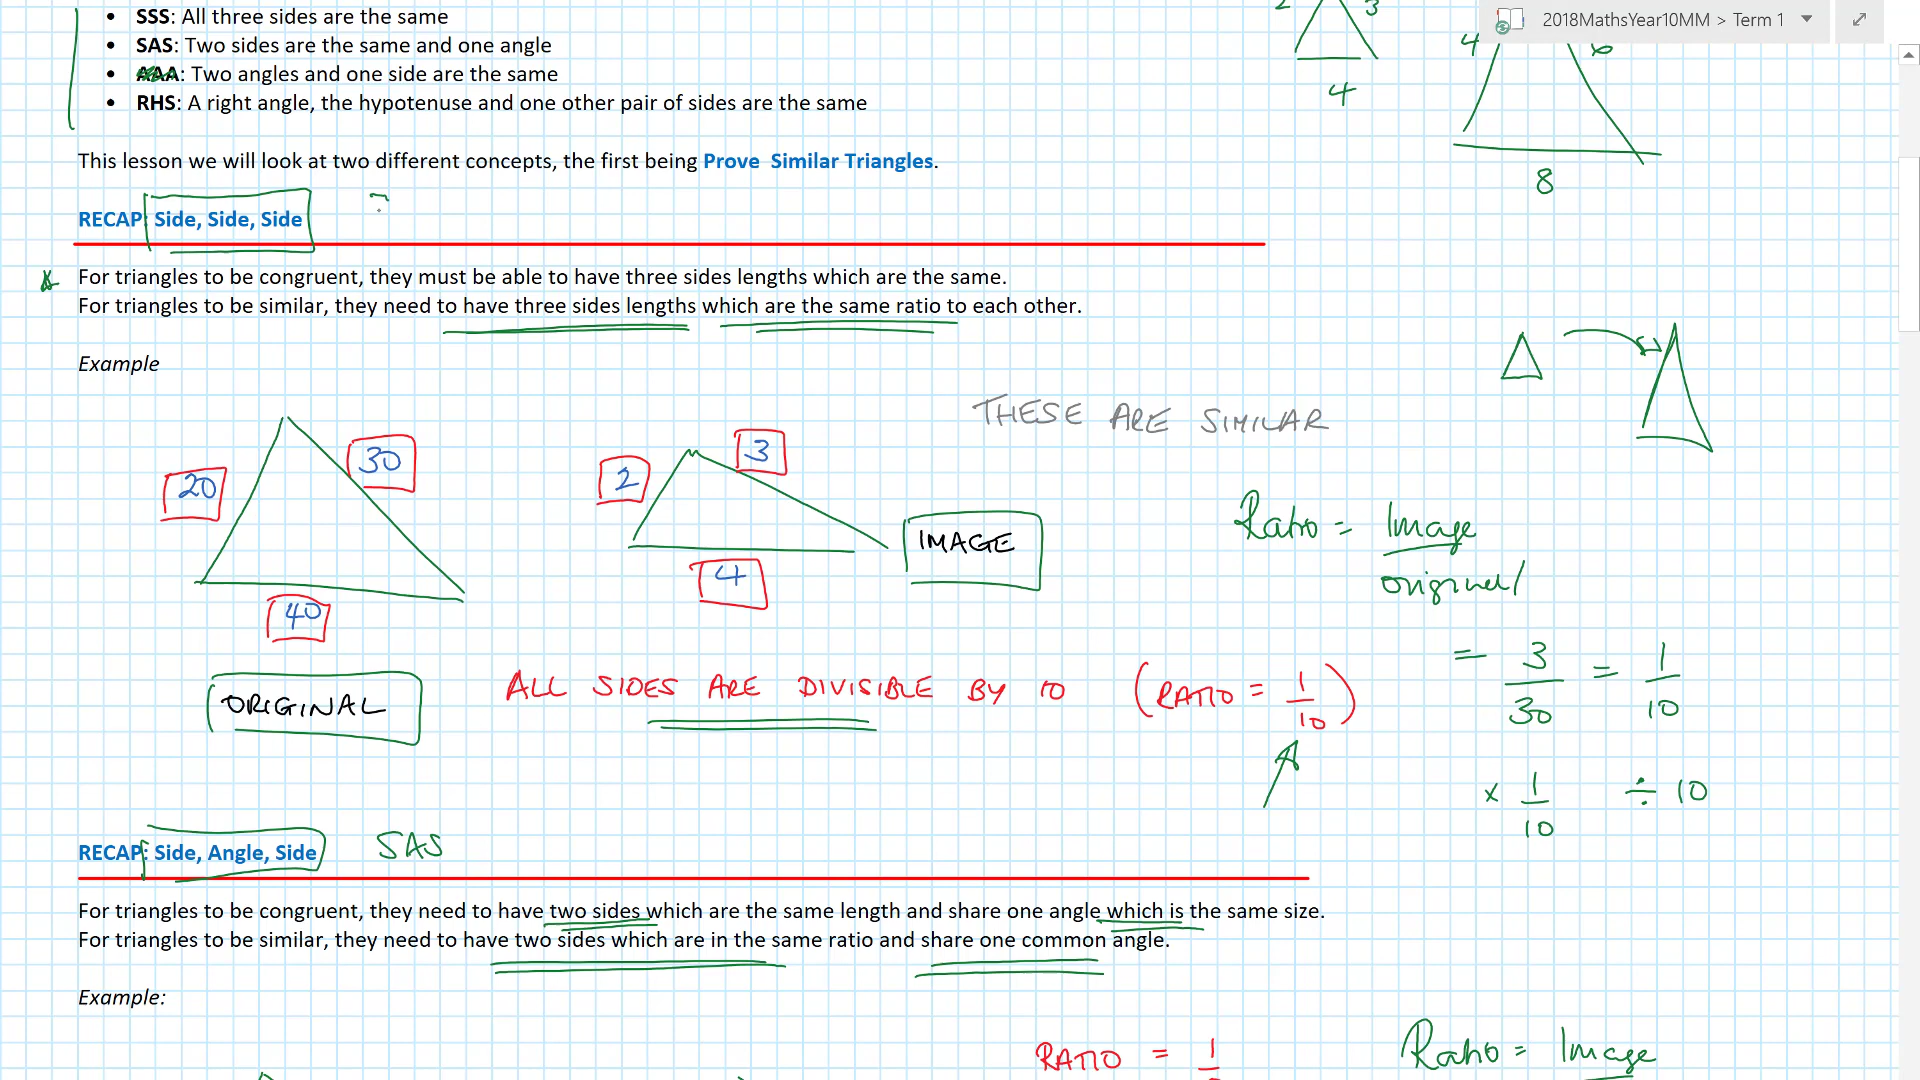 2018MathsYear10MM > Term 1
• SSS: All three sides are the same
• SAS: Two sides are the same and one angle
• AAA: Two angles and one side are the same
• RHS: A right angle, the hypotenuse and one other pair of sides are the same
2 3
4
4 6
8
This lesson we will look at two different concepts, the first being Prove Similar Triangles.
RECAP: Side, Side, Side
For triangles to be congruent, they must be able to have three sides lengths which are the same.
For triangles to be similar, they need to have three sides lengths which are the same ratio to each other.
Example
THESE ARE SIMILAR
20 30
40
2 3
4
IMAGE
ORIGINAL
ALL SIDES ARE DIVISIBLE BY 10 (RATIO = 1/10)
Ratio = Image
original
= 3/30 = 1/10
× 1/10 ÷ 10
RECAP: Side, Angle, Side SAS
For triangles to be congruent, they need to have two sides which are the same length and share one angle which is the same size.
For triangles to be similar, they need to have two sides which are in the same ratio and share one common angle.
Example:
RATIO = 1
Ratio = Image